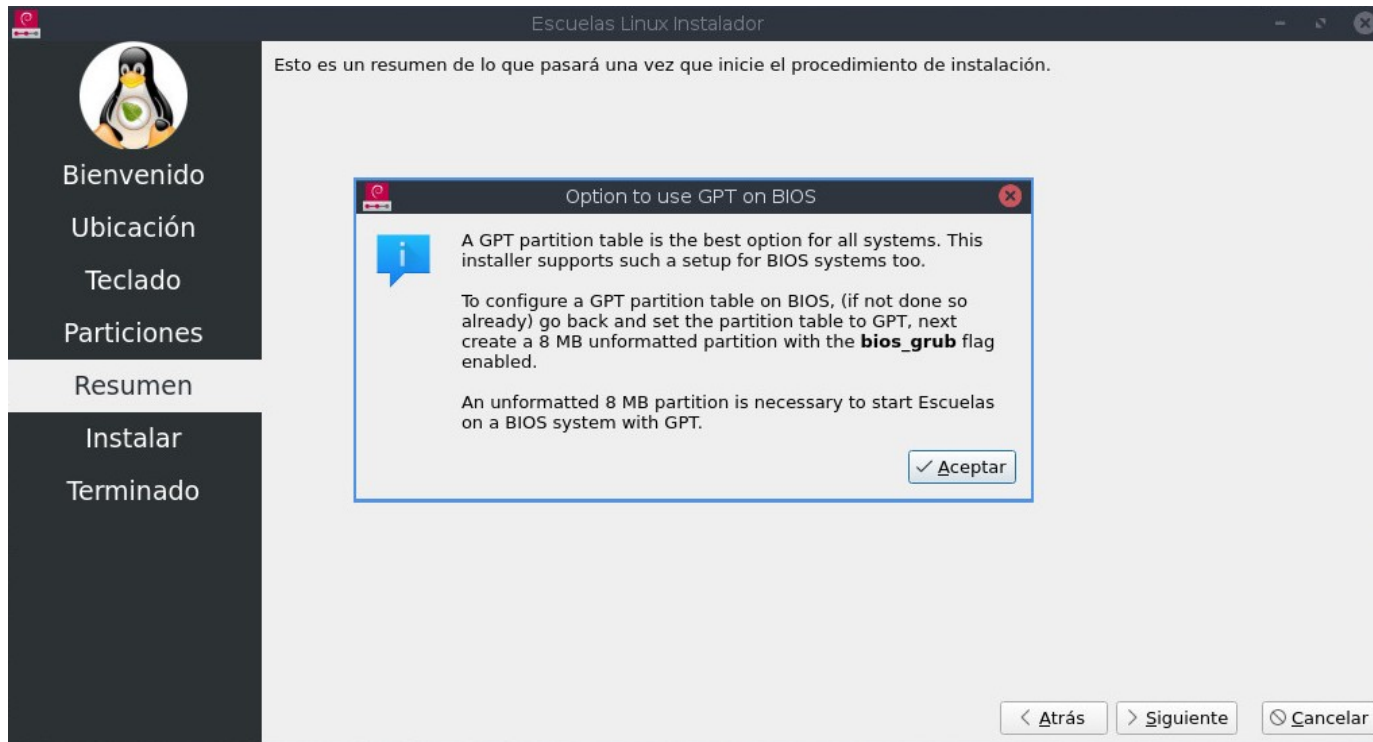 Escuelas Linux Instalador
Esto es un resumen de lo que pasará una vez que inicie el procedimiento de instalación.
Bienvenido
Ubicación
Teclado
Particiones
Resumen
Instalar
Terminado
Option to use GPT on BIOS
A GPT partition table is the best option for all systems. This
installer supports such a setup for BIOS systems too.
To configure a GPT partition table on BIOS, (if not done so
already) go back and set the partition table to GPT, next
create a 8 MB unformatted partition with the bios_grub flag
enabled.
An unformatted 8 MB partition is necessary to start Escuelas
on a BIOS system with GPT.
Aceptar
Atrás
Siguiente
Cancelar